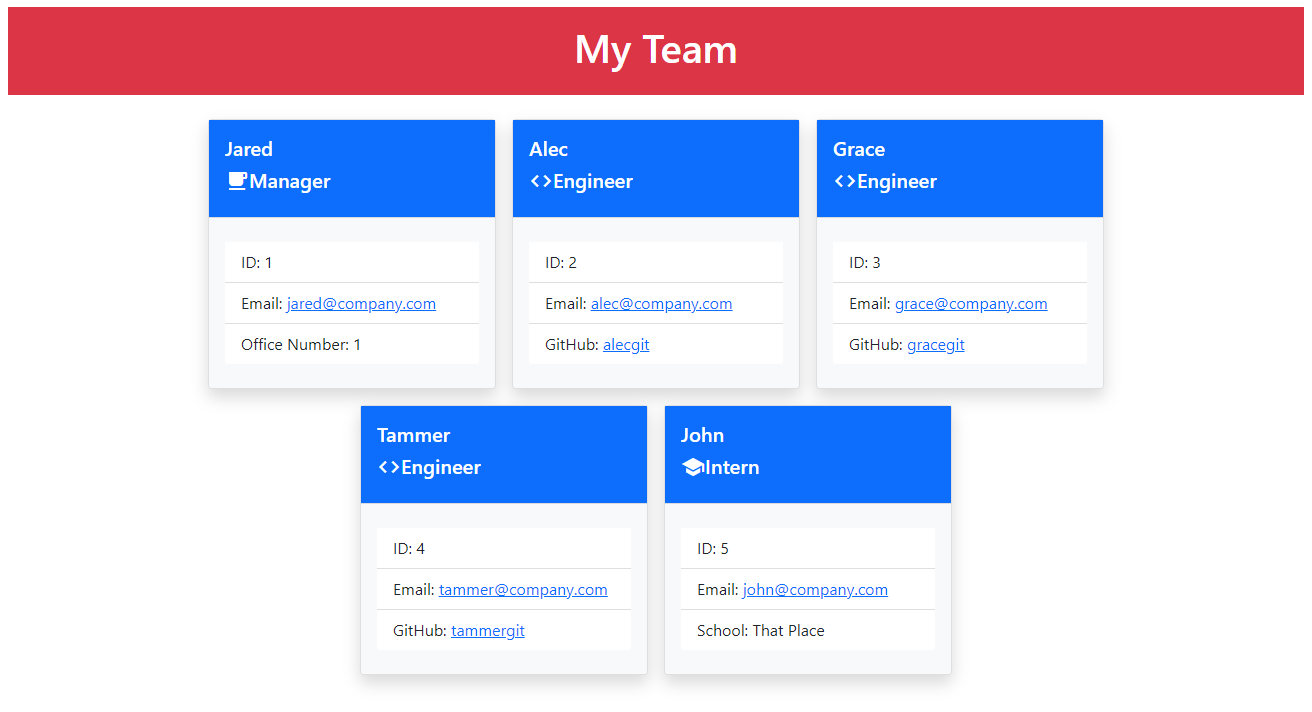 My Team
Jared
Manager
ID: 1
Email: jared@company.com
Office Number: 1
Alec
<>Engineer
ID: 2
Email: alec@company.com
GitHub: alecgit
Grace
<>Engineer
ID: 3
Email: grace@company.com
GitHub: gracegit
Tammer
<>Engineer
ID: 4
Email: tammer@company.com
GitHub: tammergit
John
Intern
ID: 5
Email: john@company.com
School: That Place